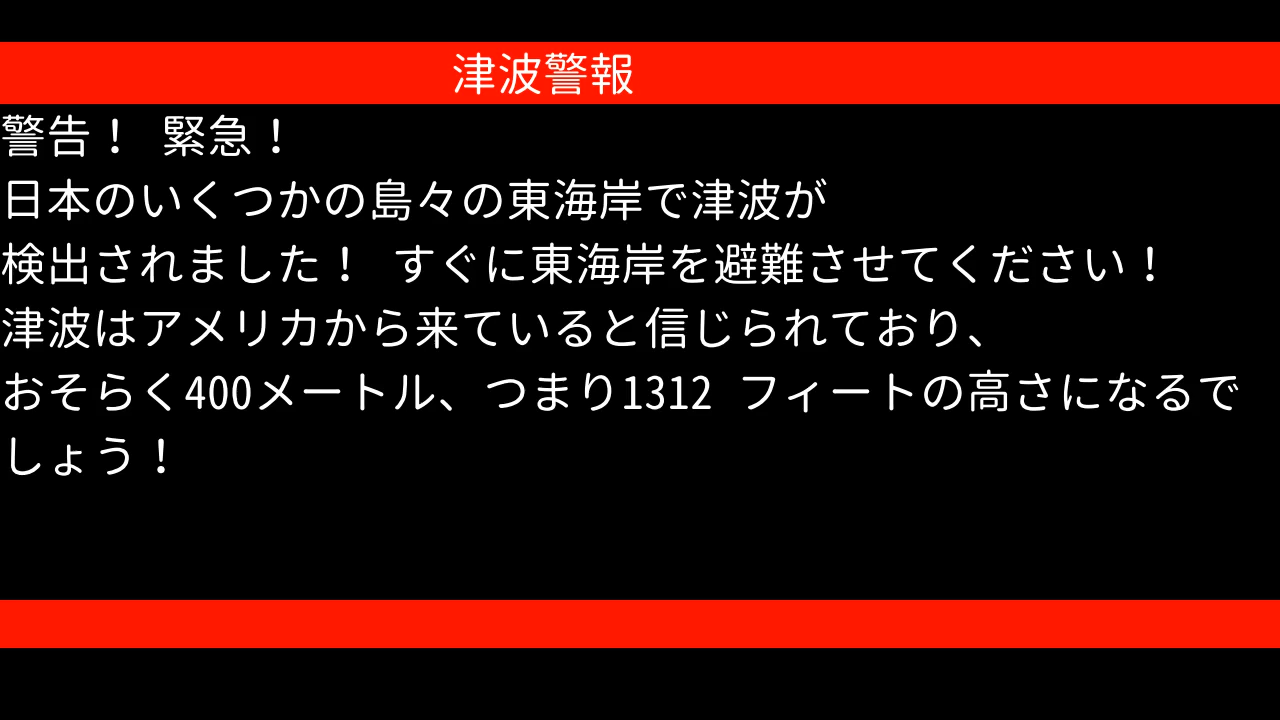 津波警報
警告！ 緊急！
日本のいくつかの島々の東海岸で津波が
検出されました！ すぐに東海岸を避難させてください！
津波はアメリカから来ていると信じられており、
おそらく400メートル、つまり1312 フィートの高さになるで
しょう！